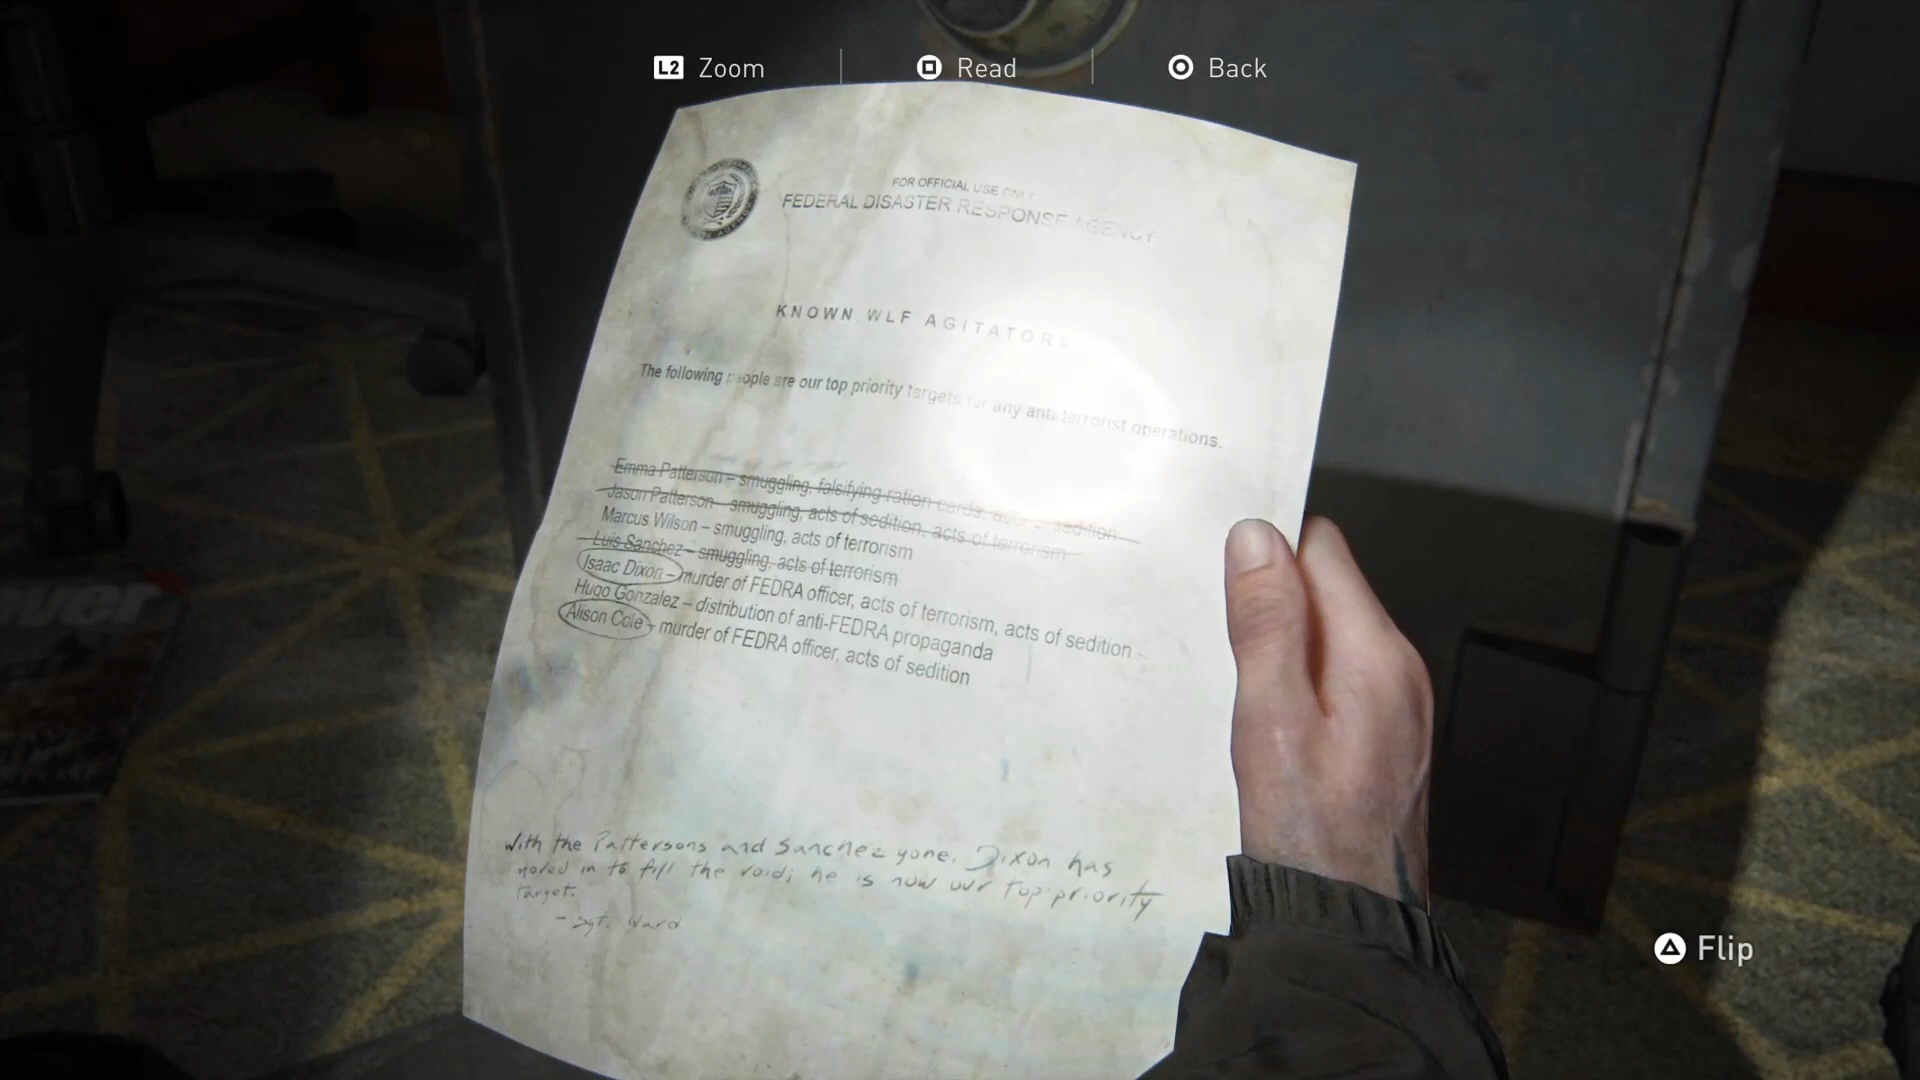 L2 Zoom
Read
Back
FOR OFFICIAL USE ONLY
FEDERAL DISASTER RESPONSE AGENCY
KNOWN WLF AGITATORS
The following people are our top priority targets for any anti terrorist operations.
Emma Patterson – smuggling, falsifying ration cards, acts of sedition
Jason Patterson – smuggling, acts of sedition, acts of terrorism
Marcus Wilson – smuggling, acts of terrorism
Luis Sanchez – smuggling, acts of terrorism
Isaac Dixon – murder of FEDRA officer, acts of terrorism, acts of sedition
Hugo Gonzalez – distribution of anti-FEDRA propaganda
Alison Cole – murder of FEDRA officer, acts of sedition
With the Pattersons and Sanchez gone, Dixon has
moved in to fill the void; he is now our top priority
target.
- Sgt. Ward
Flip